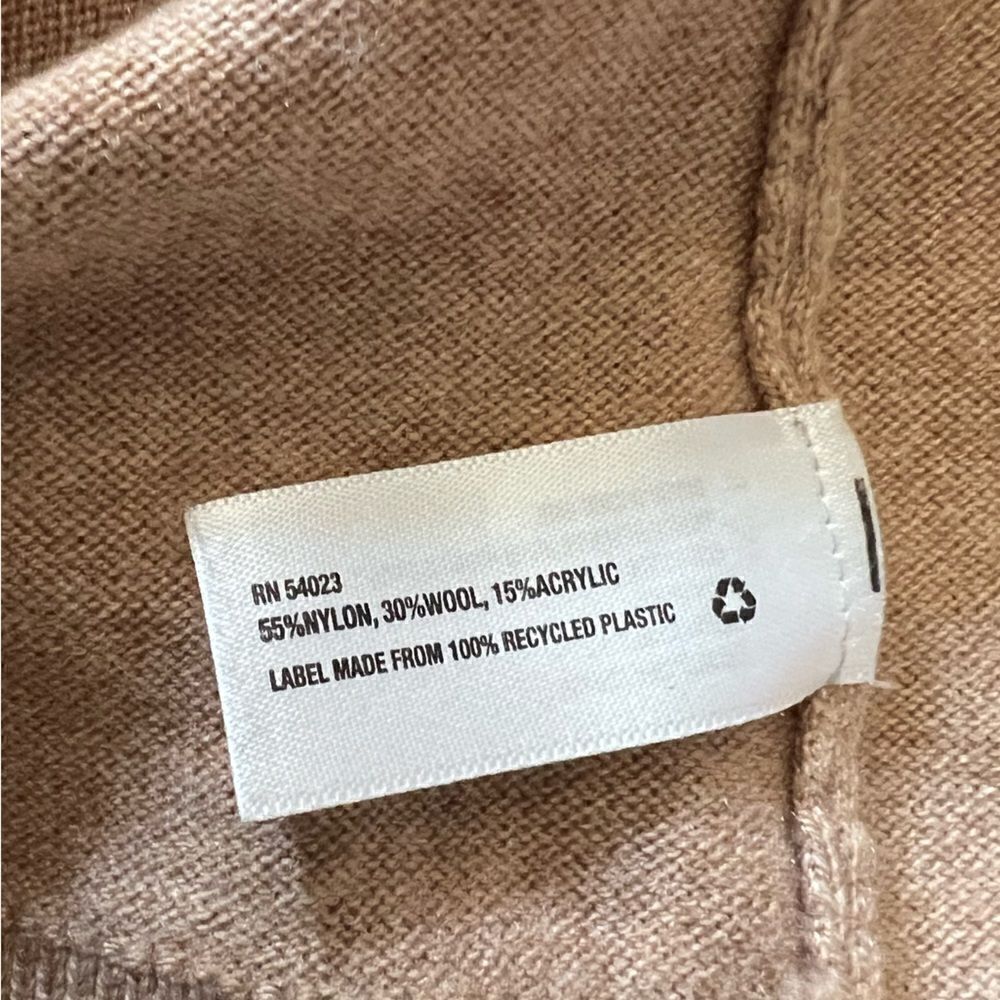 RN 54023
55%NYLON, 30%WOOL, 15%ACRYLIC
LABEL MADE FROM 100% RECYCLED PLASTIC